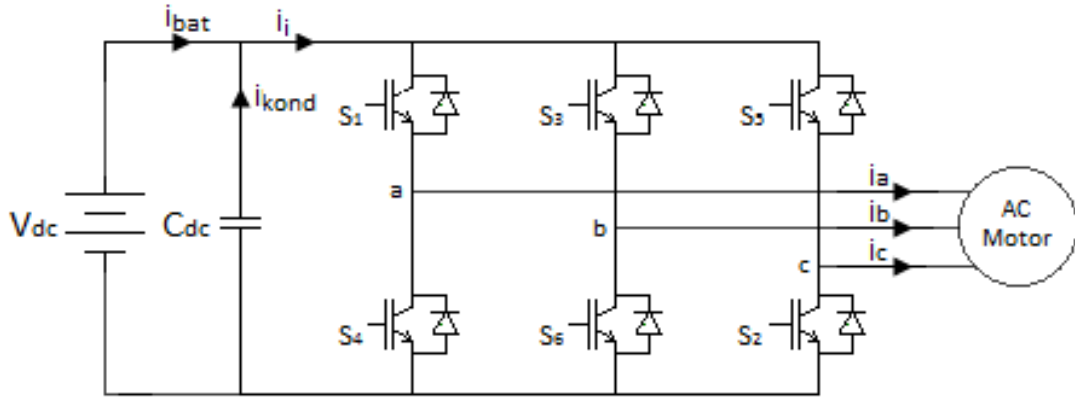 ibat
ii
ikond
S1
S3
S5
a
ia
AC
Motor
Vdc
Cdc
b
ib
c
ic
S4
S6
S2